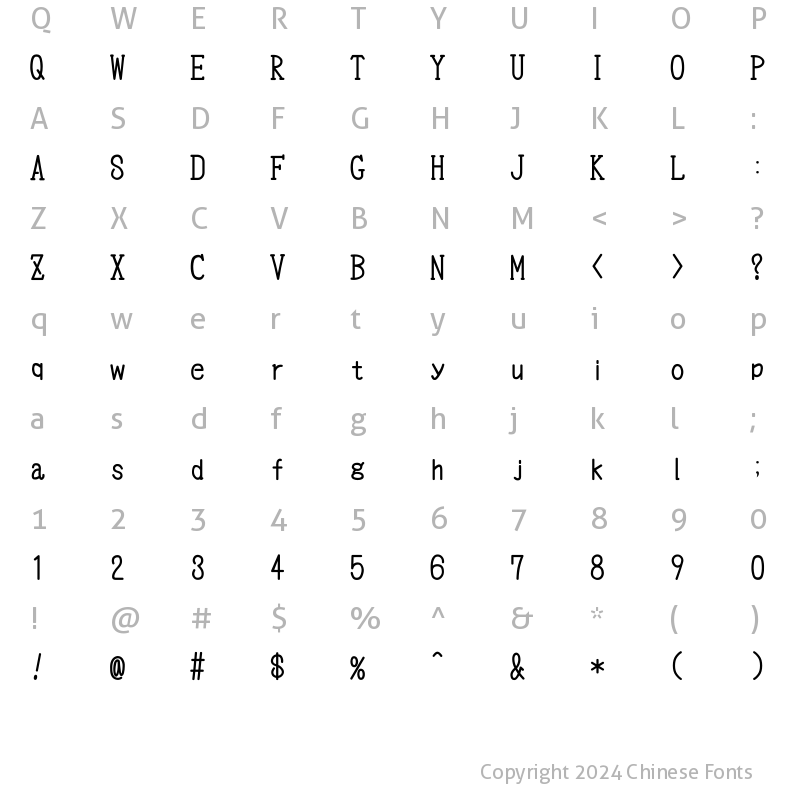 Q W E R T Y U I O P
Q W E R T Y U I O P
A S D F G H J K L :
A S D F G H J K L :
Z X C V B N M < > ?
Z X C V B N M < > ?
q w e r t y u i o p
q w e r t y u i o p
a s d f g h j k l ;
a s d f g h j k l ;
1 2 3 4 5 6 7 8 9 0
1 2 3 4 5 6 7 8 9 0
! @ # $ % ^ & * ( )
! @ # $ % ^ & * ( )
Copyright 2024 Chinese Fonts